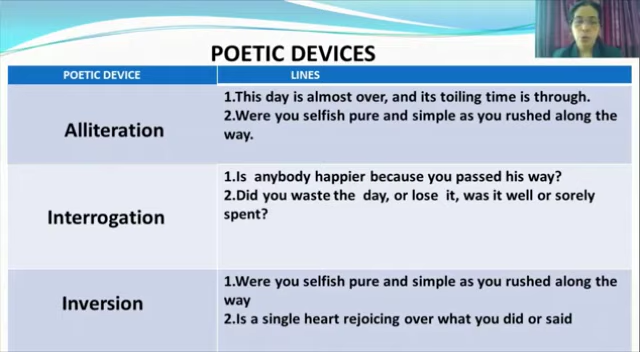 POETIC DEVICES
POETIC DEVICE LINES
Alliteration
1.This day is almost over, and its toiling time is through.
2.Were you selfish pure and simple as you rushed along the
way.
Interrogation
1.Is anybody happier because you passed his way?
2.Did you waste the day, or lose it, was it well or sorely
spent?
Inversion
1.Were you selfish pure and simple as you rushed along the
way
2.Is a single heart rejoicing over what you did or said